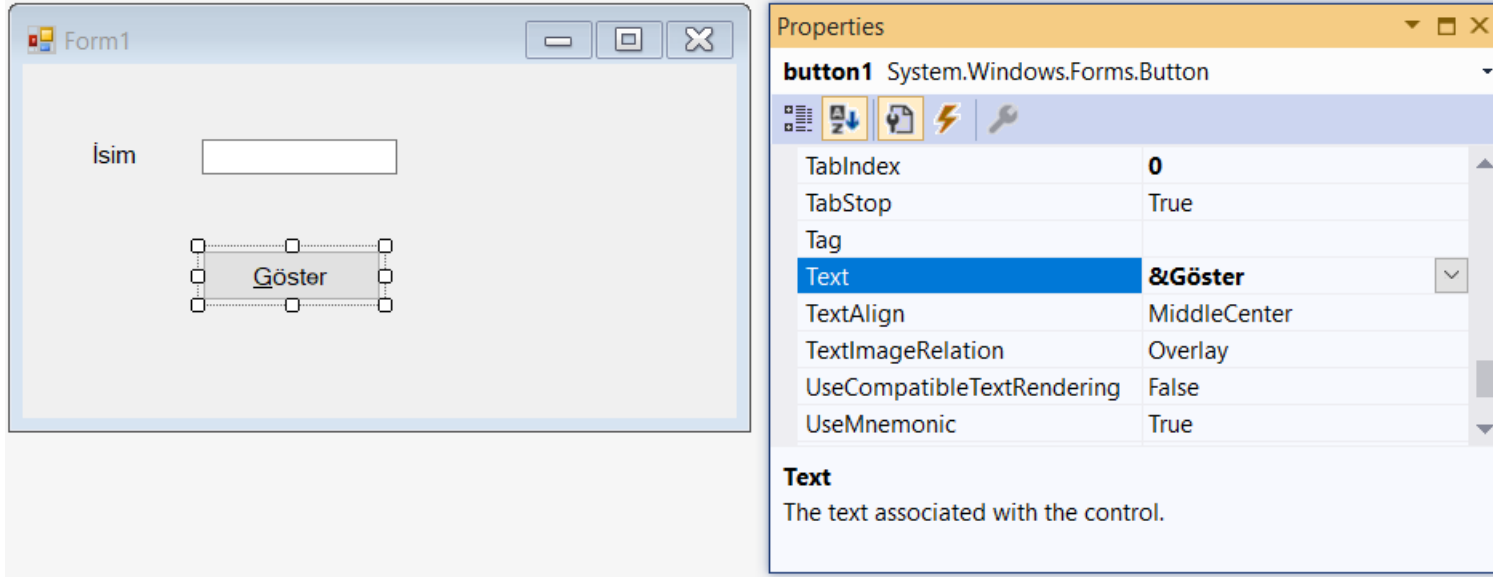 Form1
İsim
Göster
Properties
button1 System.Windows.Forms.Button
TabIndex 0
TabStop True
Tag
Text &Göster
TextAlign MiddleCenter
TextImageRelation Overlay
UseCompatibleTextRendering False
UseMnemonic True
Text
The text associated with the control.